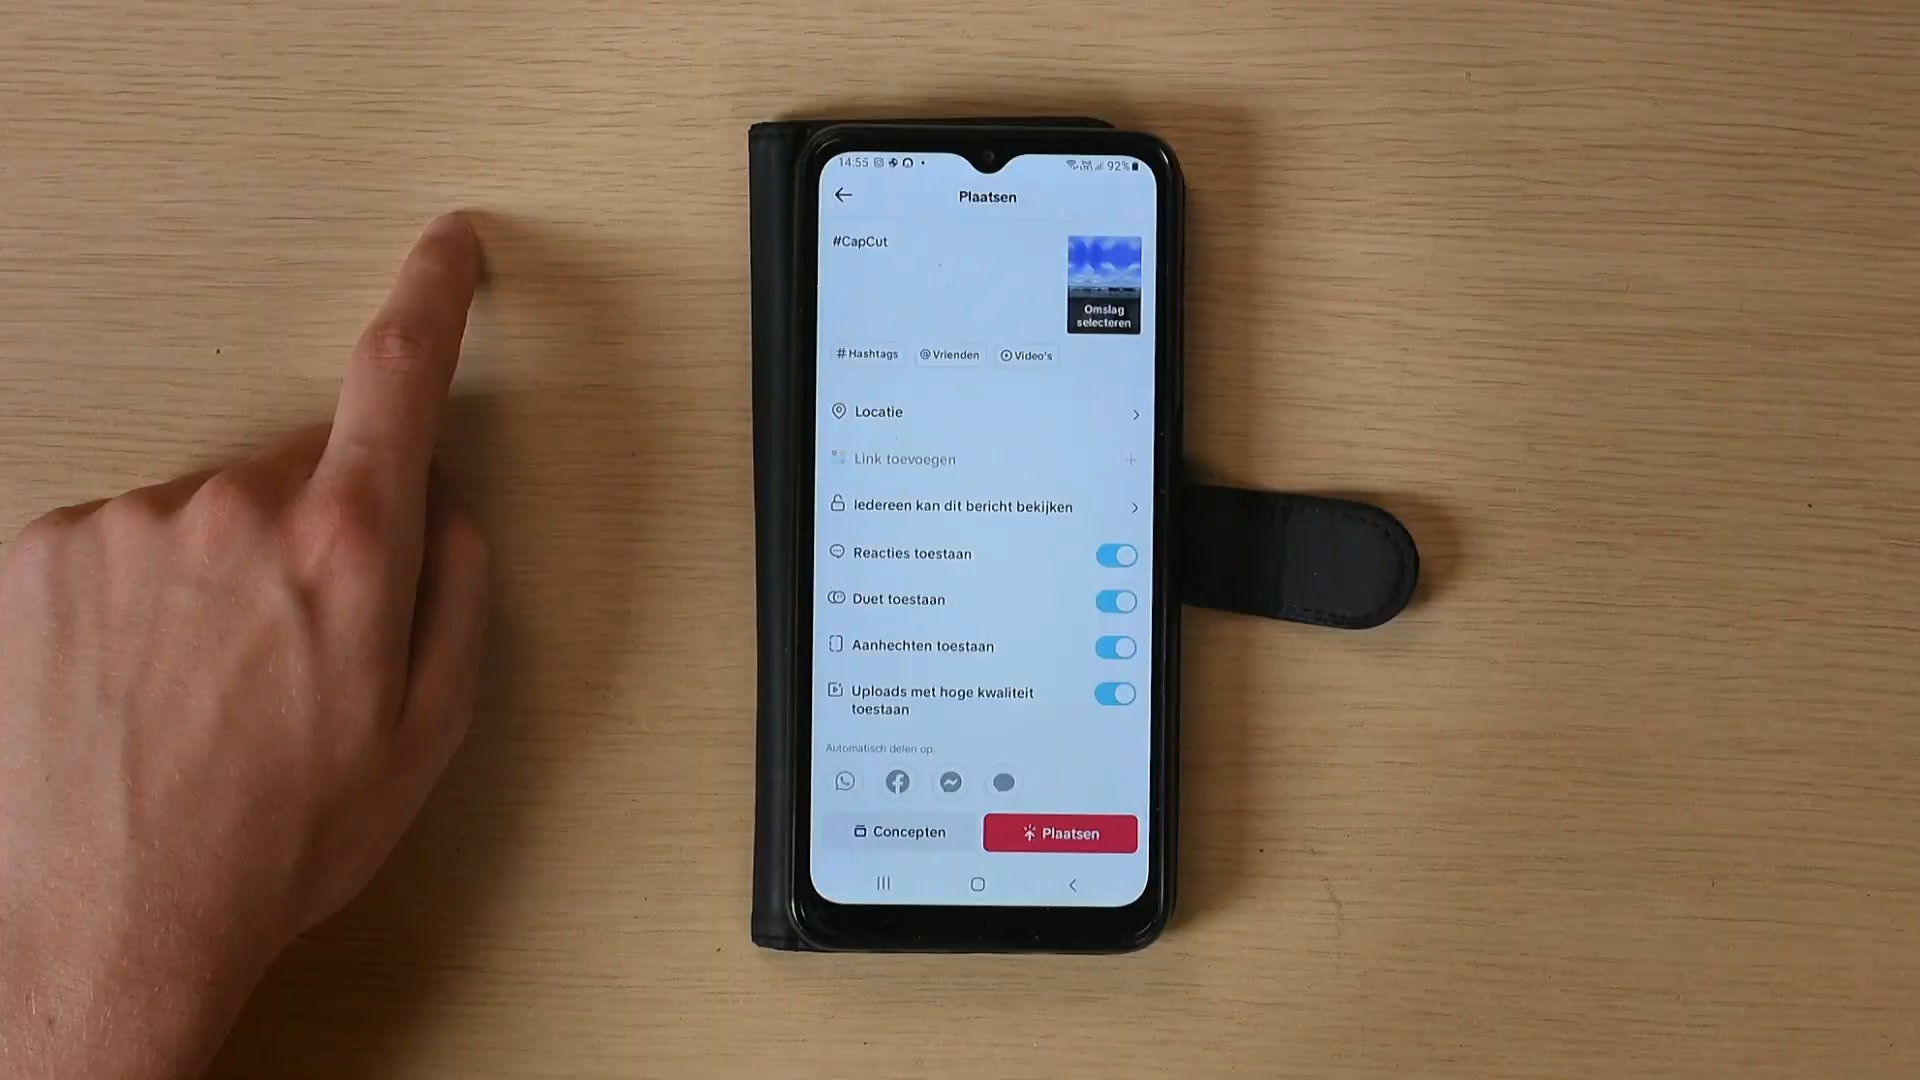 14:55
92%
Plaatsen
#CapCut
Omslag
selecteren
# Hashtags
@ Vrienden
Video's
Locatie
Link toevoegen
Iedereen kan dit bericht bekijken
Reacties toestaan
Duet toestaan
Aanhechten toestaan
Uploads met hoge kwaliteit
toestaan
Automatisch delen op:
Concepten
Plaatsen